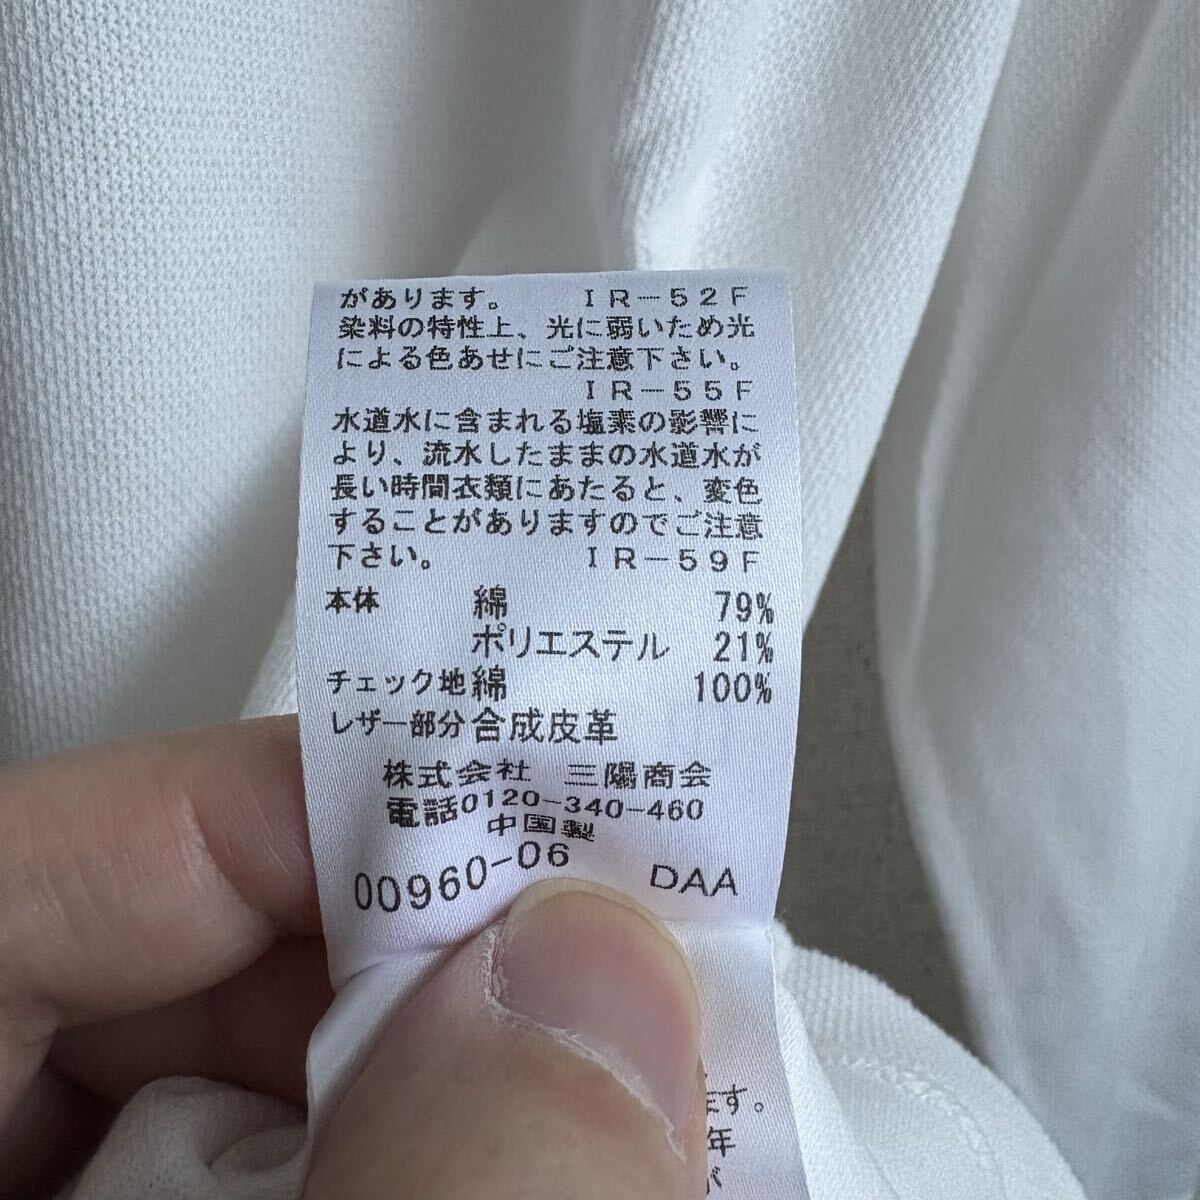 があります。 IR-52F
染料の特性上、光に弱いため光
による色あせにご注意下さい。
IR-55F
水道水に含まれる塩素の影響に
より、流水したままの水道水が
長い時間衣類にあたると、変色
することがありますのでご注意
下さい。 IR-59F
本体 綿 79%
ポリエステル 21%
チェック地 綿 100%
レザー部分 合成皮革
株式会社 三陽商会
電話0120-340-460
中国製
00960-06 DAA
ます。
年
が